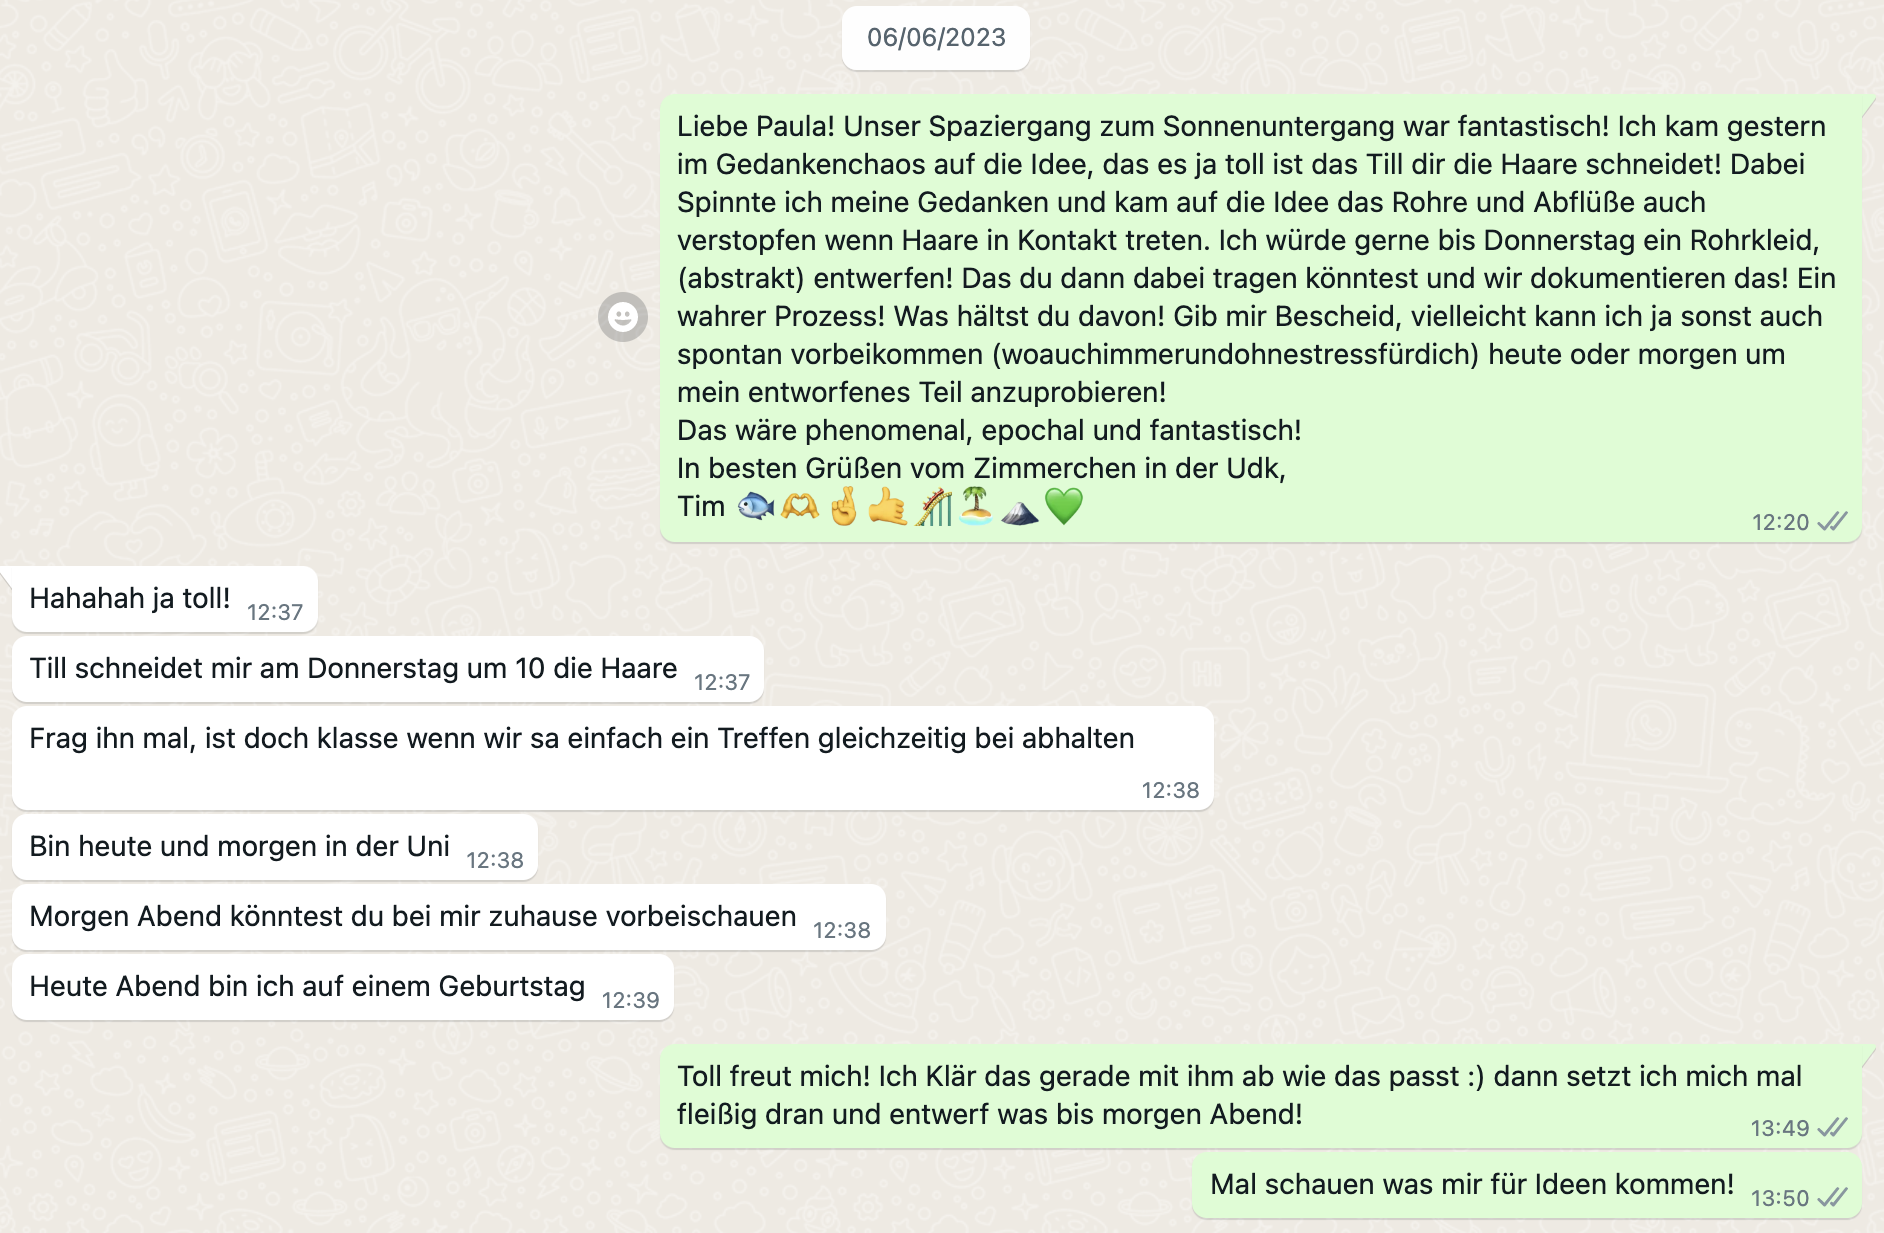 06/06/2023
Liebe Paula! Unser Spaziergang zum Sonnenuntergang war fantastisch! Ich kam gestern
im Gedankenchaos auf die Idee, das es ja toll ist das Till dir die Haare schneidet! Dabei
Spinnte ich meine Gedanken und kam auf die Idee das Rohre und Abflüße auch
verstopfen wenn Haare in Kontakt treten. Ich würde gerne bis Donnerstag ein Rohrkleid,
(abstrakt) entwerfen! Das du dann dabei tragen könntest und wir dokumentieren das! Ein
wahrer Prozess! Was hältst du davon! Gib mir Bescheid, vielleicht kann ich ja sonst auch
spontan vorbeikommen (woauchimmerundohnestressfürdich) heute oder morgen um
mein entworfenes Teil anzuprobieren!
Das wäre phenomenal, epochal und fantastisch!
In besten Grüßen vom Zimmerchen in der Udk,
Tim 🐟🫶🤞🤙🎢🏝️⛰️💚
12:20
Hahahah ja toll! 12:37
Till schneidet mir am Donnerstag um 10 die Haare 12:37
Frag ihn mal, ist doch klasse wenn wir sa einfach ein Treffen gleichzeitig bei abhalten
12:38
Bin heute und morgen in der Uni 12:38
Morgen Abend könntest du bei mir zuhause vorbeischauen 12:38
Heute Abend bin ich auf einem Geburtstag 12:39
Toll freut mich! Ich Klär das gerade mit ihm ab wie das passt :) dann setzt ich mich mal
fleißig dran und entwerf was bis morgen Abend!
13:49
Mal schauen was mir für Ideen kommen! 13:50